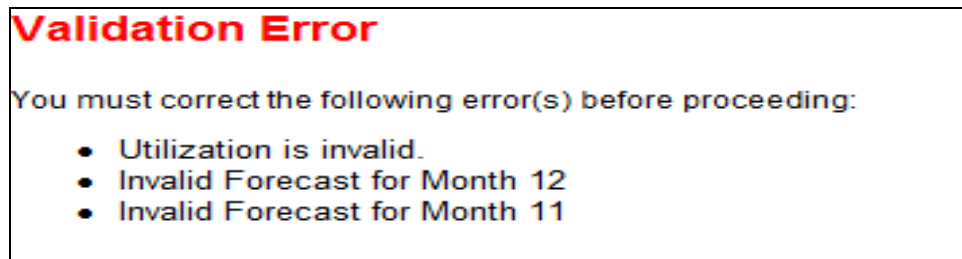 Validation Error
You must correct the following error(s) before proceeding:
• Utilization is invalid.
• Invalid Forecast for Month 12
• Invalid Forecast for Month 11